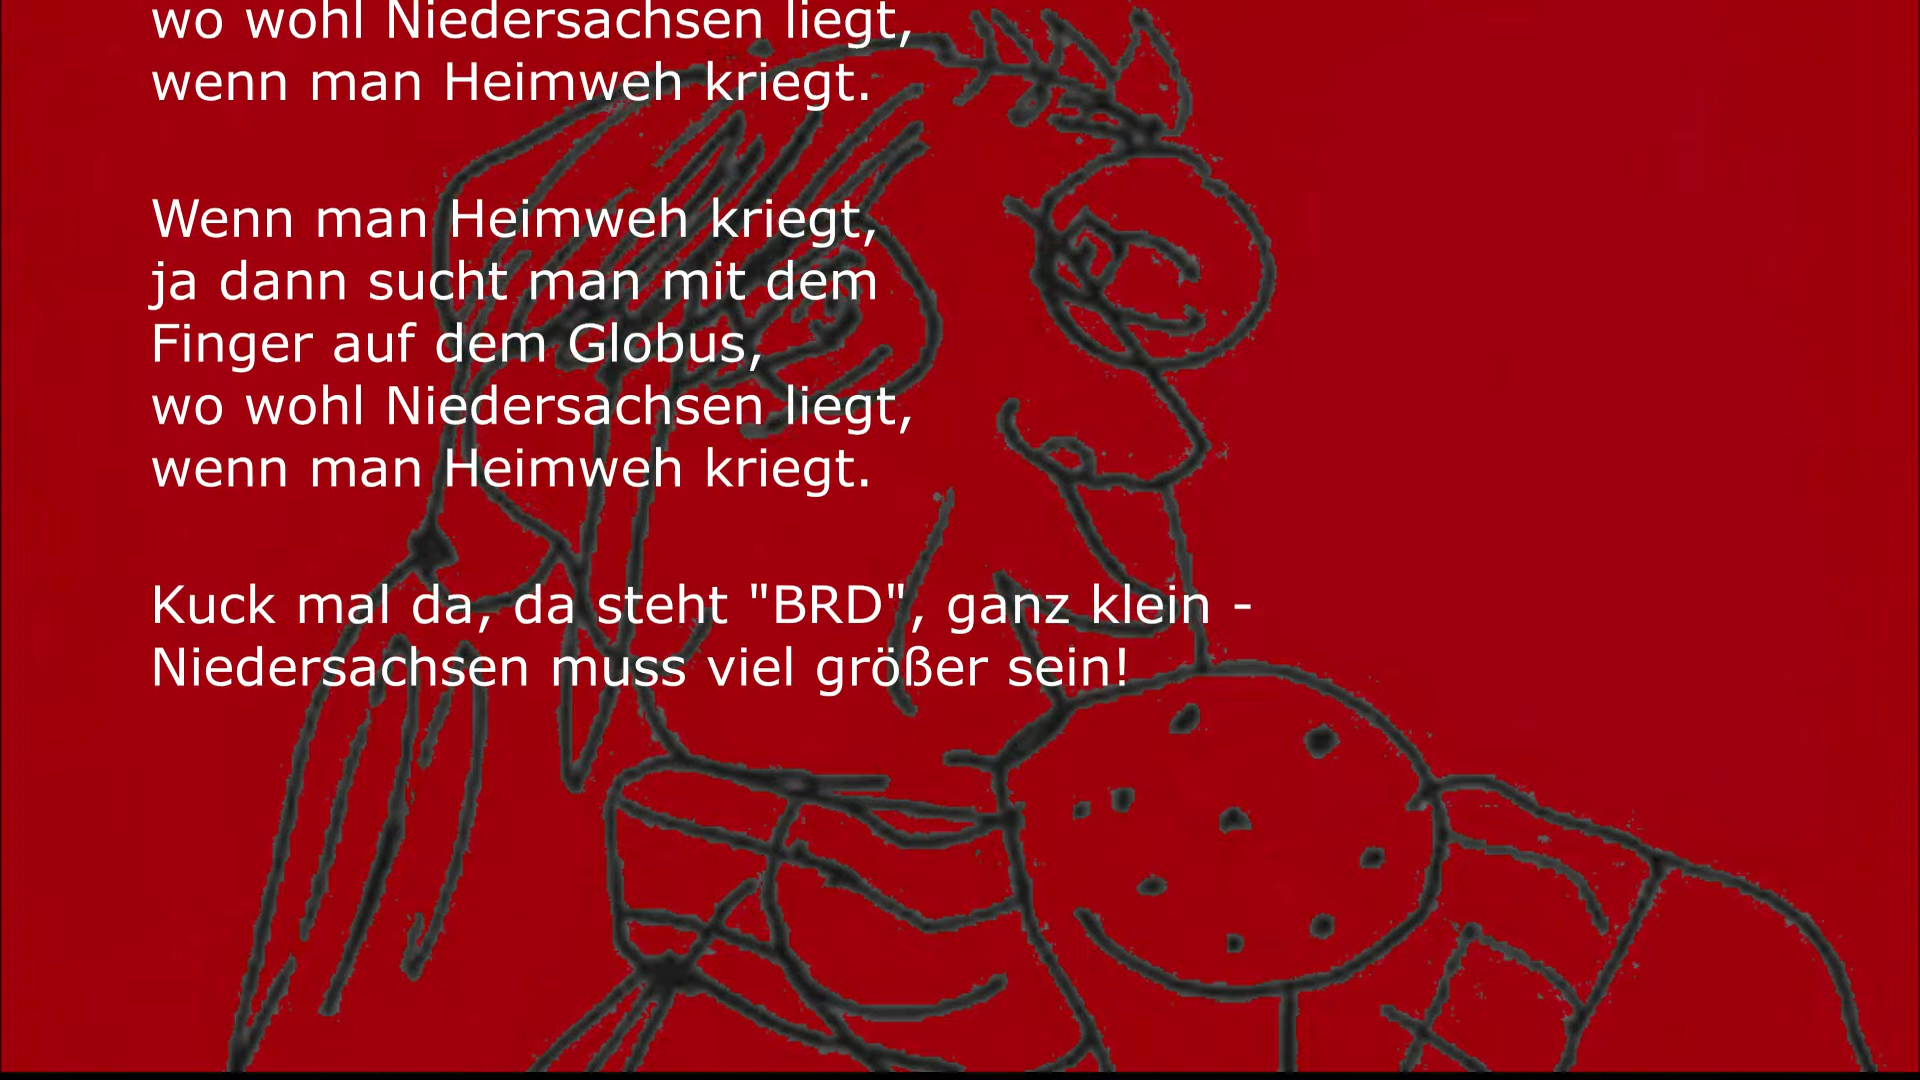 wo wohl Niedersachsen liegt,
wenn man Heimweh kriegt.
Wenn man Heimweh kriegt,
ja dann sucht man mit dem
Finger auf dem Globus,
wo wohl Niedersachsen liegt,
wenn man Heimweh kriegt.
Kuck mal da, da steht "BRD", ganz klein -
Niedersachsen muss viel größer sein!